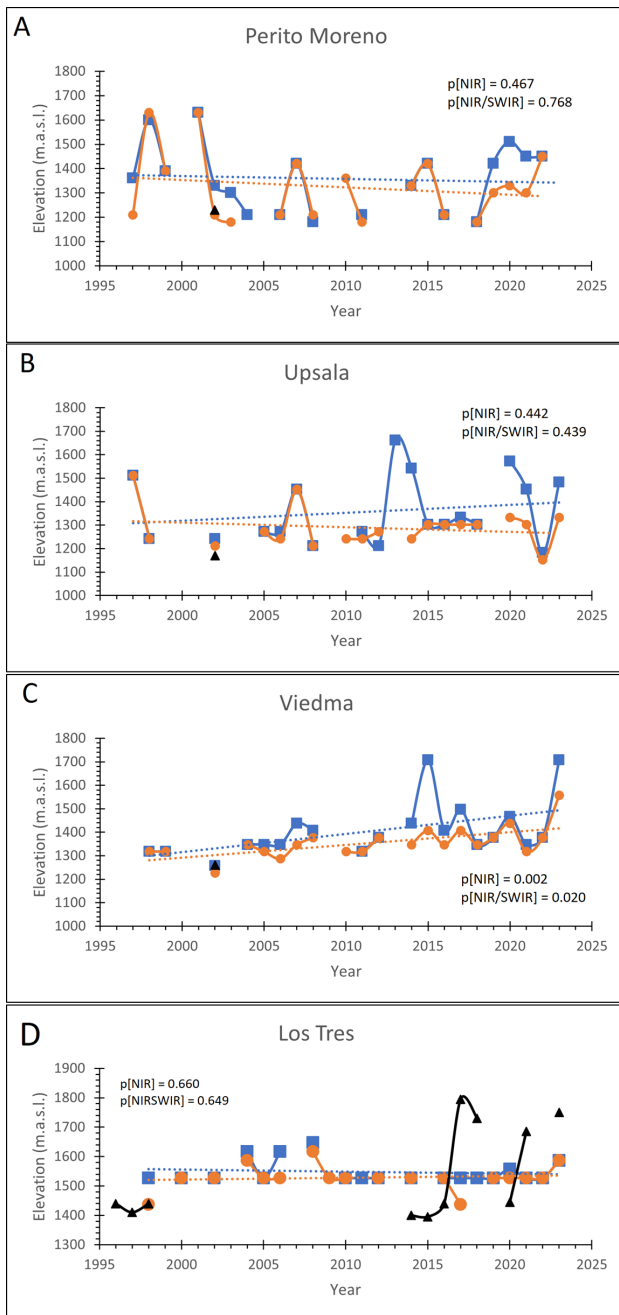 A
Perito Moreno
p[NIR] = 0.467
p[NIR/SWIR] = 0.768
Elevation (m.a.s.l.)
1800
1700
1600
1500
1400
1300
1200
1100
1000
1995 2000 2005 2010 2015 2020 2025
Year
B
Upsala
p[NIR] = 0.442
p[NIR/SWIR] = 0.439
Elevation (m.a.s.l.)
1800
1700
1600
1500
1400
1300
1200
1100
1000
1995 2000 2005 2010 2015 2020 2025
Year
C
Viedma
Elevation (m.a.s.l.)
1800
1700
1600
1500
1400
1300
1200
1100
1000
p[NIR] = 0.002
p[NIR/SWIR] = 0.020
1995 2000 2005 2010 2015 2020 2025
Year
D
Los Tres
p[NIR] = 0.660
p[NIRSWIR] = 0.649
Elevation (m.a.s.l.)
1900
1800
1700
1600
1500
1400
1300
1995 2000 2005 2010 2015 2020 2025
Year